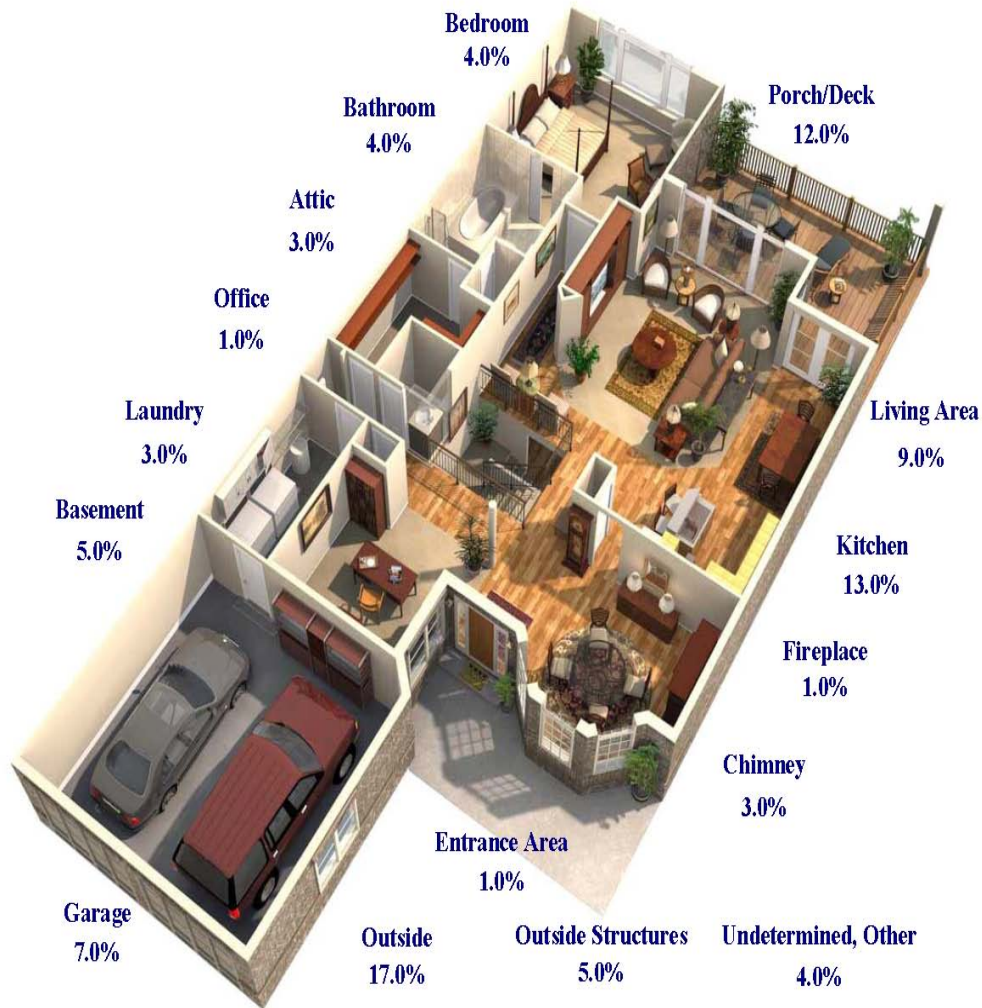 Bedroom
4.0%
Bathroom
4.0%
Porch/Deck
12.0%
Attic
3.0%
Office
1.0%
Laundry
3.0%
Living Area
9.0%
Basement
5.0%
Kitchen
13.0%
Fireplace
1.0%
Chimney
3.0%
Entrance Area
1.0%
Garage
7.0%
Outside
17.0%
Outside Structures
5.0%
Undetermined, Other
4.0%